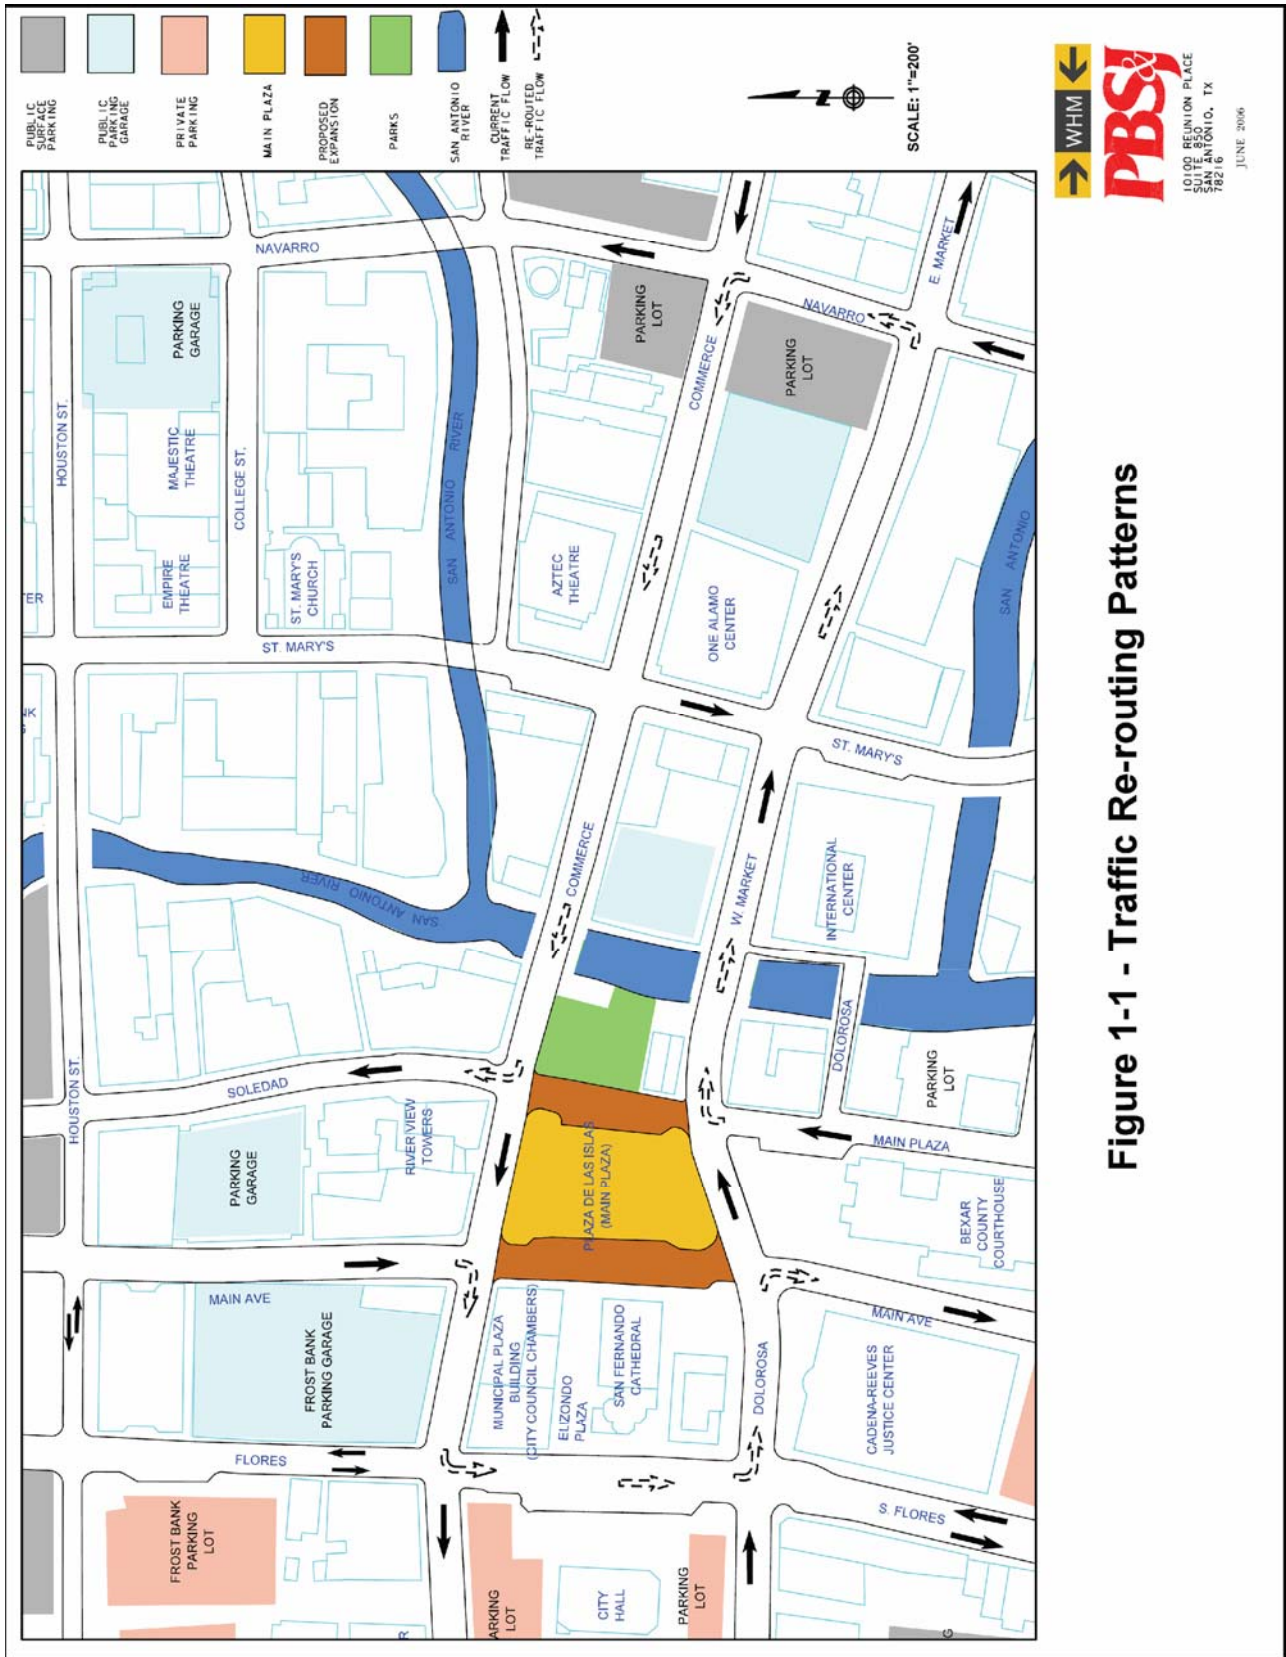 PUBLIC
SURFACE
PARKING
PUBLIC
PARKING
GARAGE
PRIVATE
PARKING
MAIN PLAZA
PROPOSED
EXPANSION
PARKS
SAN ANTONIO
RIVER
CURRENT
TRAFFIC FLOW
RE-ROUTED
TRAFFIC FLOW
N
SCALE: 1"=200'
WHM
PBS&J
10100 REUNION PLACE
SUITE 850
SAN ANTONIO, TX
78216
JUNE 2006
NAVARRO
HOUSTON ST.
PARKING
GARAGE
MAJESTIC
THEATRE
EMPIRE
THEATRE
COLLEGE ST.
ST. MARY'S
CHURCH
ST. MARY'S
SAN ANTONIO RIVER
AZTEC
THEATRE
PARKING
LOT
COMMERCE
NAVARRO
PARKING
LOT
E. MARKET
ONE ALAMO
CENTER
SAN ANTONIO
ST. MARY'S
TER
NK
SAN ANTONIO RIVER
COMMERCE
W. MARKET
INTERNATIONAL
CENTER
DOLOROSA
PARKING
LOT
MAIN PLAZA
HOUSTON ST.
SOLEDAD
PARKING
GARAGE
RIVER VIEW
TOWERS
PLAZA DE LAS ISLAS
(MAIN PLAZA)
BEXAR
COUNTY
COURTHOUSE
MAIN AVE
FROST BANK
PARKING GARAGE
MUNICIPAL PLAZA
BUILDING
(CITY COUNCIL CHAMBERS)
ELIZONDO
PLAZA
SAN FERNANDO
CATHEDRAL
DOLOROSA
MAIN AVE
CADENA-REEVES
JUSTICE CENTER
FLORES
S. FLORES
FROST BANK
PARKING
LOT
ARKING
LOT
CITY
HALL
PARKING
LOT
R
G
Figure 1-1 - Traffic Re-routing Patterns